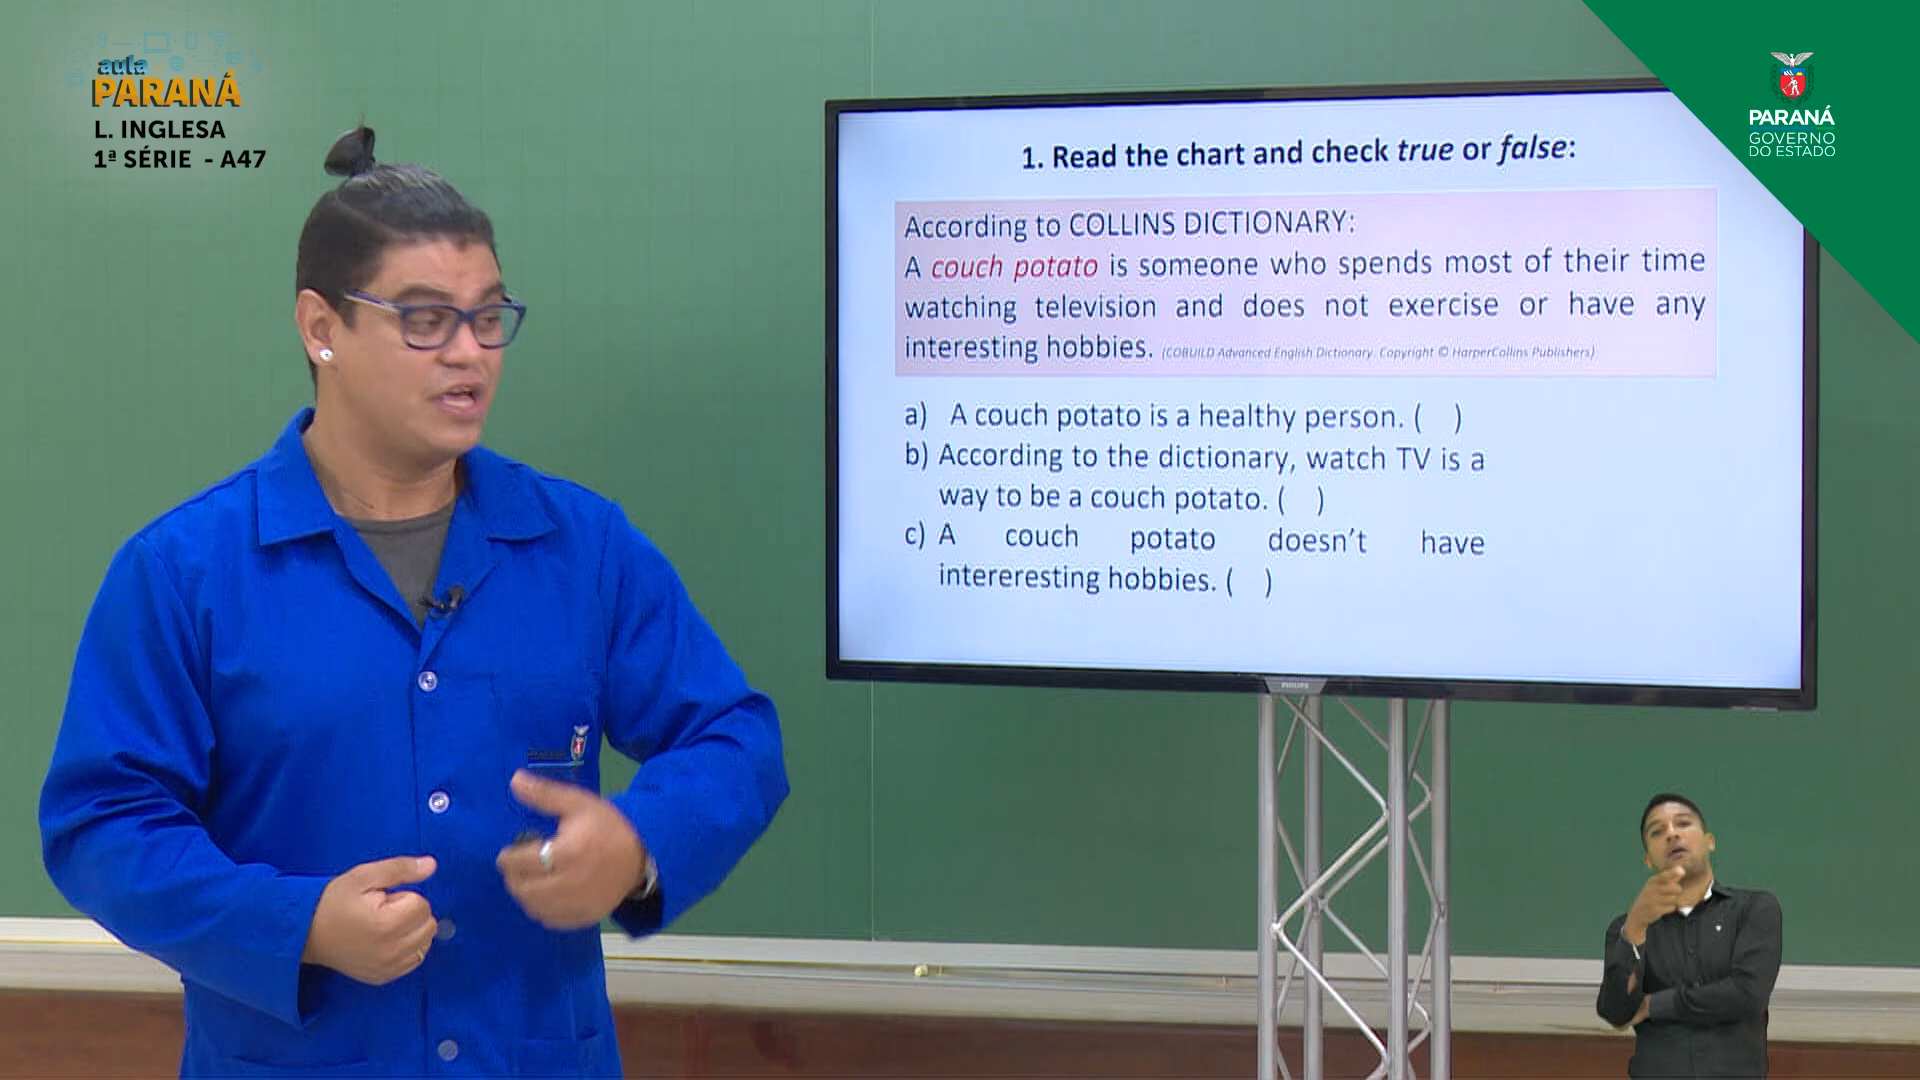 aula
PARANÁ
L. INGLESA
1ª SÉRIE - A47
PARANÁ
GOVERNO
DO ESTADO
1. Read the chart and check true or false:
According to COLLINS DICTIONARY:
A couch potato is someone who spends most of their time
watching television and does not exercise or have any
interesting hobbies. (COBUILD Advanced English Dictionary. Copyright © HarperCollins Publishers)
a) A couch potato is a healthy person. ( )
b) According to the dictionary, watch TV is a
way to be a couch potato. ( )
c) A couch potato doesn't have
intereresting hobbies. ( )
PHILIPS